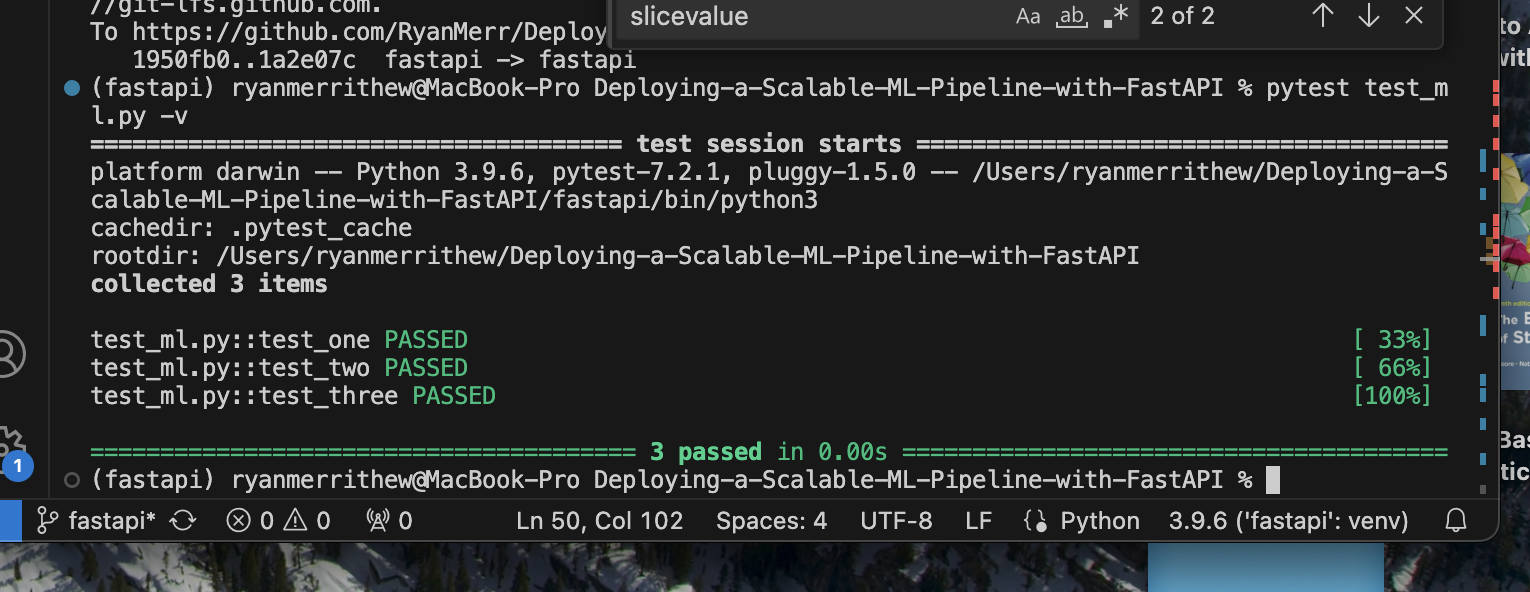 //git-lfs.github.com.
slicevalue Aa ab .* 2 of 2
To https://github.com/RyanMerr/Deploy
1950fb0..1a2e07c  fastapi -> fastapi
(fastapi) ryanmerrithew@MacBook-Pro Deploying-a-Scalable-ML-Pipeline-with-FastAPI % pytest test_m
l.py -v
====================================== test session starts ======================================
platform darwin -- Python 3.9.6, pytest-7.2.1, pluggy-1.5.0 -- /Users/ryanmerrithew/Deploying-a-S
calable-ML-Pipeline-with-FastAPI/fastapi/bin/python3
cachedir: .pytest_cache
rootdir: /Users/ryanmerrithew/Deploying-a-Scalable-ML-Pipeline-with-FastAPI
collected 3 items
test_ml.py::test_one PASSED [ 33%]
test_ml.py::test_two PASSED [ 66%]
test_ml.py::test_three PASSED [100%]
======================================= 3 passed in 0.00s =======================================
(fastapi) ryanmerrithew@MacBook-Pro Deploying-a-Scalable-ML-Pipeline-with-FastAPI %
1
fastapi* 0 0 0 Ln 50, Col 102 Spaces: 4 UTF-8 LF Python 3.9.6 ('fastapi': venv)